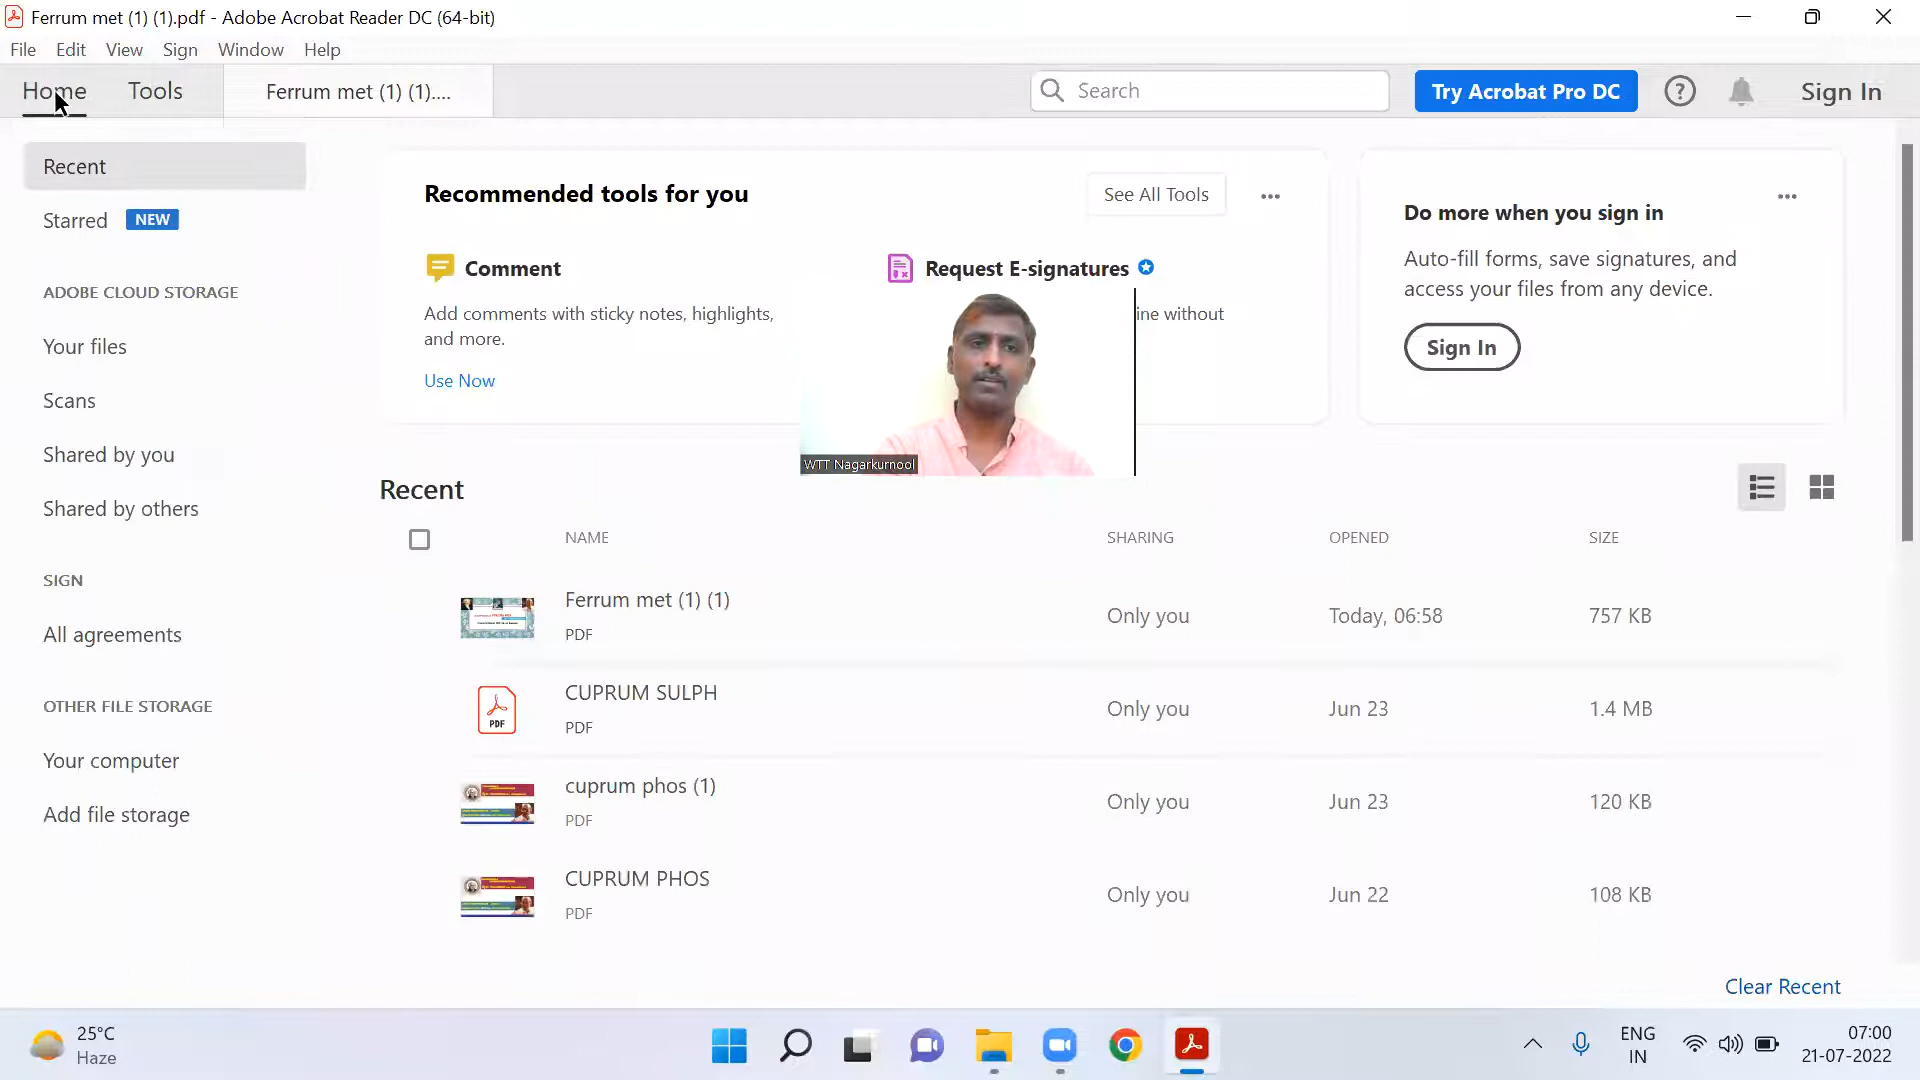 Ferrum met (1) (1).pdf - Adobe Acrobat Reader DC (64-bit)
File Edit View Sign Window Help
Home Tools Ferrum met (1) (1).... Search Try Acrobat Pro DC Sign In
Recent
Starred NEW
ADOBE CLOUD STORAGE
Your files
Scans
Shared by you
Shared by others
SIGN
All agreements
OTHER FILE STORAGE
Your computer
Add file storage
Recommended tools for you See All Tools
Comment
Add comments with sticky notes, highlights,
and more.
Use Now
Request E-signatures
ine without
WTT Nagarkurnool
Do more when you sign in
Auto-fill forms, save signatures, and
access your files from any device.
Sign In
Recent
NAME SHARING OPENED SIZE
Ferrum met (1) (1)
PDF
Only you Today, 06:58 757 KB
PDF
CUPRUM SULPH
PDF
Only you Jun 23 1.4 MB
cuprum phos (1)
PDF
Only you Jun 23 120 KB
CUPRUM PHOS
PDF
Only you Jun 22 108 KB
Clear Recent
25°C
Haze
ENG
IN
07:00
21-07-2022